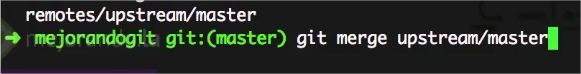 remotes/upstream/master
➜ mejorandogit git:(master) git merge upstream/master